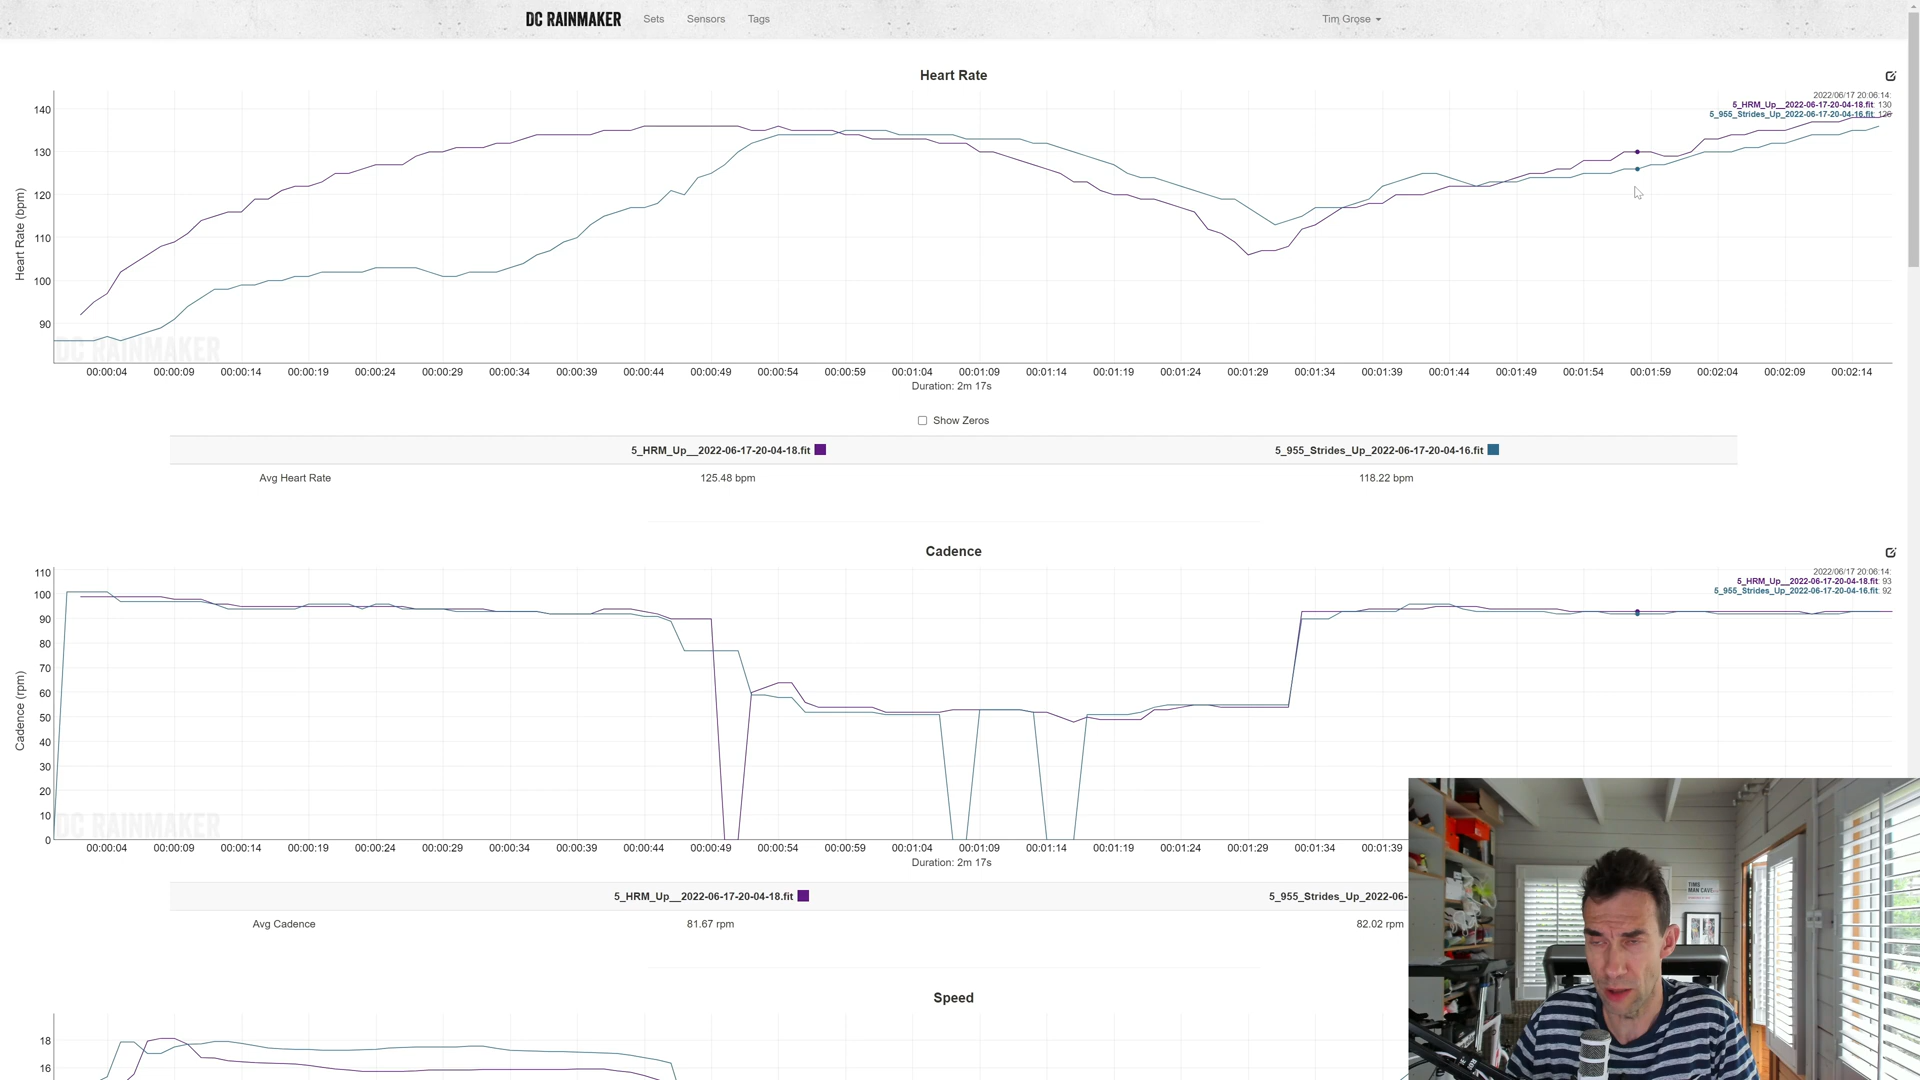 DC RAINMAKER Sets Sensors Tags Tim Grose
Heart Rate
2022/06/17 20:06:14:
5_HRM_Up__2022-06-17-20-04-18.fit: 130
5_955_Strides_Up_2022-06-17-20-04-16.fit: 126
140
130
120
110
100
90
Heart Rate (bpm)
DC RAINMAKER
00:00:04 00:00:09 00:00:14 00:00:19 00:00:24 00:00:29 00:00:34 00:00:39 00:00:44 00:00:49 00:00:54 00:00:59 00:01:04 00:01:09 00:01:14 00:01:19 00:01:24 00:01:29 00:01:34 00:01:39 00:01:44 00:01:49 00:01:54 00:01:59 00:02:04 00:02:09 00:02:14
Duration: 2m 17s
Show Zeros
5_HRM_Up__2022-06-17-20-04-18.fit 5_955_Strides_Up_2022-06-17-20-04-16.fit
Avg Heart Rate 125.48 bpm 118.22 bpm
Cadence
2022/06/17 20:06:14:
5_HRM_Up__2022-06-17-20-04-18.fit: 93
5_955_Strides_Up_2022-06-17-20-04-16.fit: 92
110
100
90
80
70
60
50
40
30
20
10
0
Cadence (rpm)
DC RAINMAKER
00:00:04 00:00:09 00:00:14 00:00:19 00:00:24 00:00:29 00:00:34 00:00:39 00:00:44 00:00:49 00:00:54 00:00:59 00:01:04 00:01:09 00:01:14 00:01:19 00:01:24 00:01:29 00:01:34 00:01:39
Duration: 2m 17s
5_HRM_Up__2022-06-17-20-04-18.fit 5_955_Strides_Up_2022-06-
Avg Cadence 81.67 rpm 82.02 rpm
TIMS
MAN CAVE
Speed
18
16